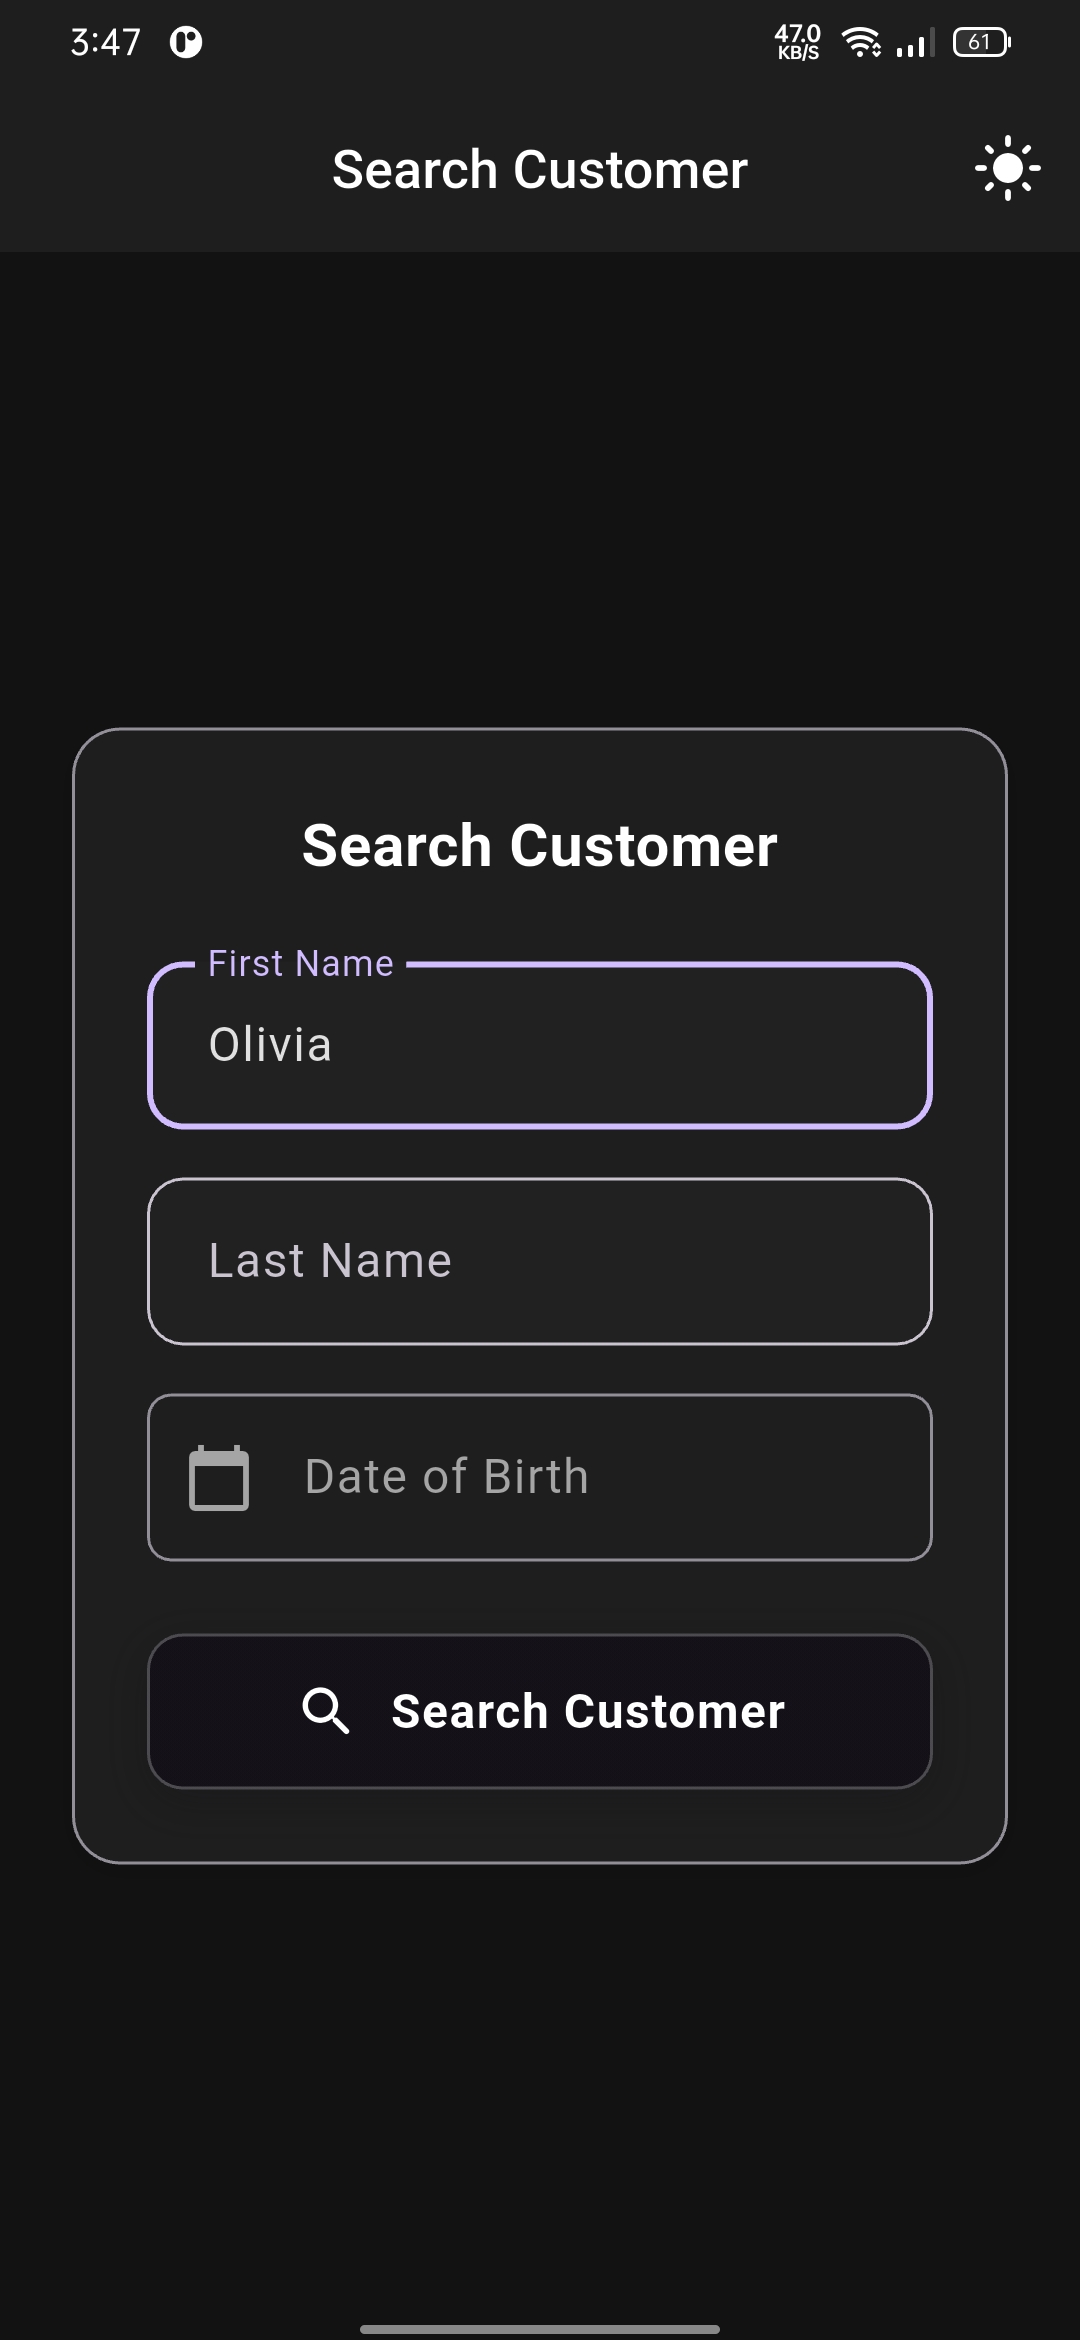 3:47
47.0
KB/S
61
Search Customer
Search Customer
First Name
Olivia
Last Name
Date of Birth
Search Customer